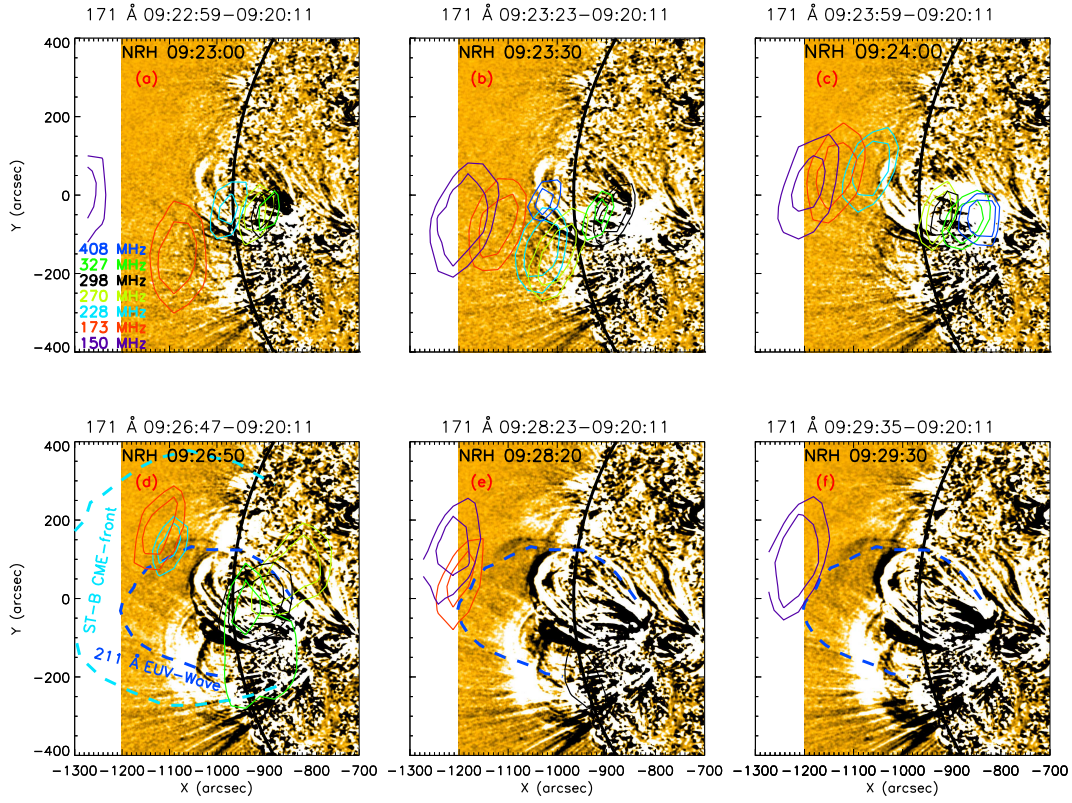 171 Å 09:22:59−09:20:11
171 Å 09:23:23−09:20:11
171 Å 09:23:59−09:20:11
NRH 09:23:00
NRH 09:23:30
NRH 09:24:00
(a)
(b)
(c)
400
200
0
−200
−400
Y (arcsec)
408 MHz
327 MHz
298 MHz
270 MHz
228 MHz
173 MHz
150 MHz
171 Å 09:26:47−09:20:11
171 Å 09:28:23−09:20:11
171 Å 09:29:35−09:20:11
NRH 09:26:50
NRH 09:28:20
NRH 09:29:30
(d)
(e)
(f)
400
200
0
−200
−400
Y (arcsec)
ST−B CME−front
211 Å EUV−Wave
−1300 −1200 −1100 −1000 −900 −800 −700
−1200 −1100 −1000 −900 −800 −700
−1300 −1200 −1100 −1000 −900 −800 −700
X (arcsec)
X (arcsec)
X (arcsec)